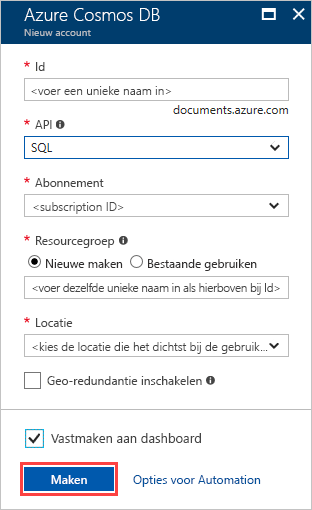 Azure Cosmos DB
Nieuw account
* Id
<voer een unieke naam in>
documents.azure.com
* API
SQL
* Abonnement
<subscription ID>
* Resourcegroep
Nieuwe maken Bestaande gebruiken
<voer dezelfde unieke naam in als hierboven bij Id>
* Locatie
<kies de locatie die het dichtst bij de gebruik...
Geo-redundantie inschakelen
Vastmaken aan dashboard
Maken Opties voor Automation